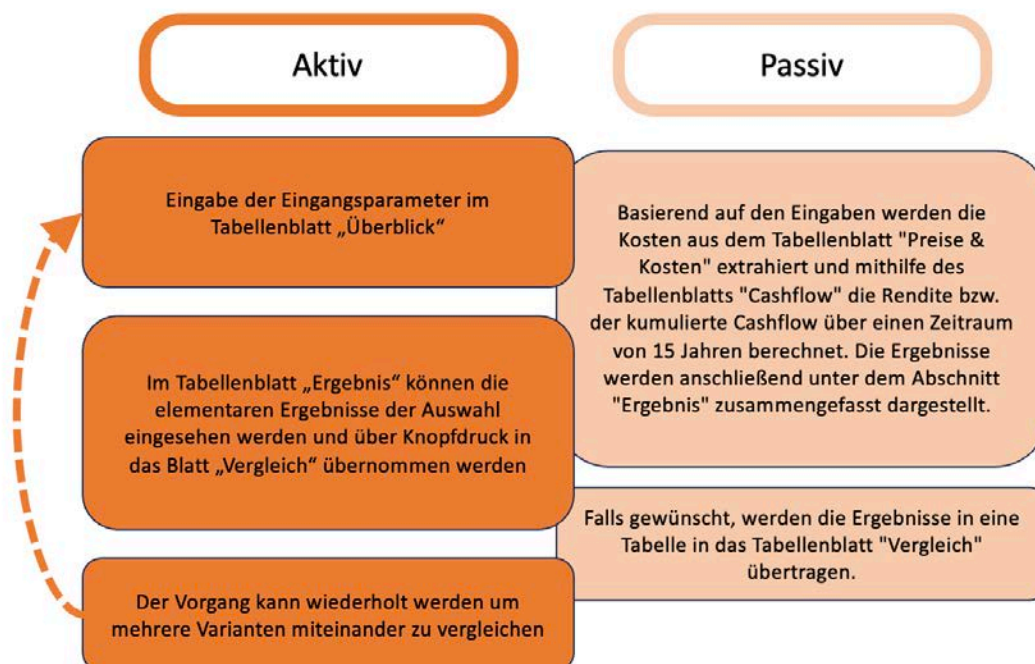 Aktiv
Passiv
Eingabe der Eingangsparameter im
Tabellenblatt „Überblick“
Basierend auf den Eingaben werden die
Kosten aus dem Tabellenblatt "Preise &
Kosten" extrahiert und mithilfe des
Tabellenblatts "Cashflow" die Rendite bzw.
der kumulierte Cashflow über einen Zeitraum
von 15 Jahren berechnet. Die Ergebnisse
werden anschließend unter dem Abschnitt
"Ergebnis" zusammengefasst dargestellt.
Im Tabellenblatt „Ergebnis“ können die
elementaren Ergebnisse der Auswahl
eingesehen werden und über Knopfdruck in
das Blatt „Vergleich“ übernommen werden
Falls gewünscht, werden die Ergebnisse in eine
Tabelle in das Tabellenblatt "Vergleich"
übertragen.
Der Vorgang kann wiederholt werden um
mehrere Varianten miteinander zu vergleichen